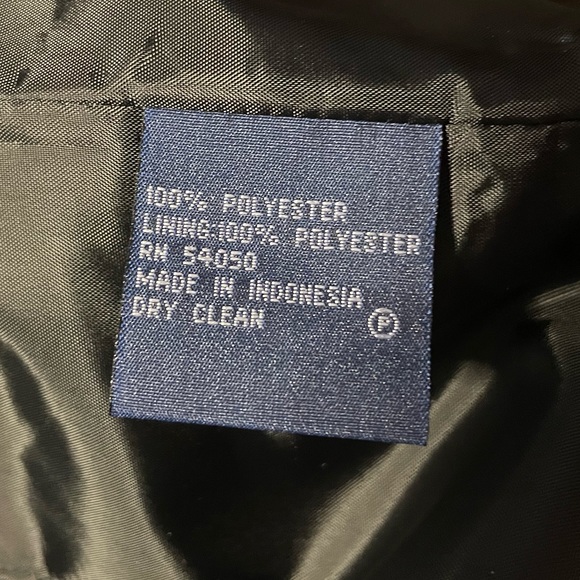 100% POLYESTER
LINING:100% POLYESTER
RN 54050
MADE IN INDONESIA
DRY CLEAN Ⓟ